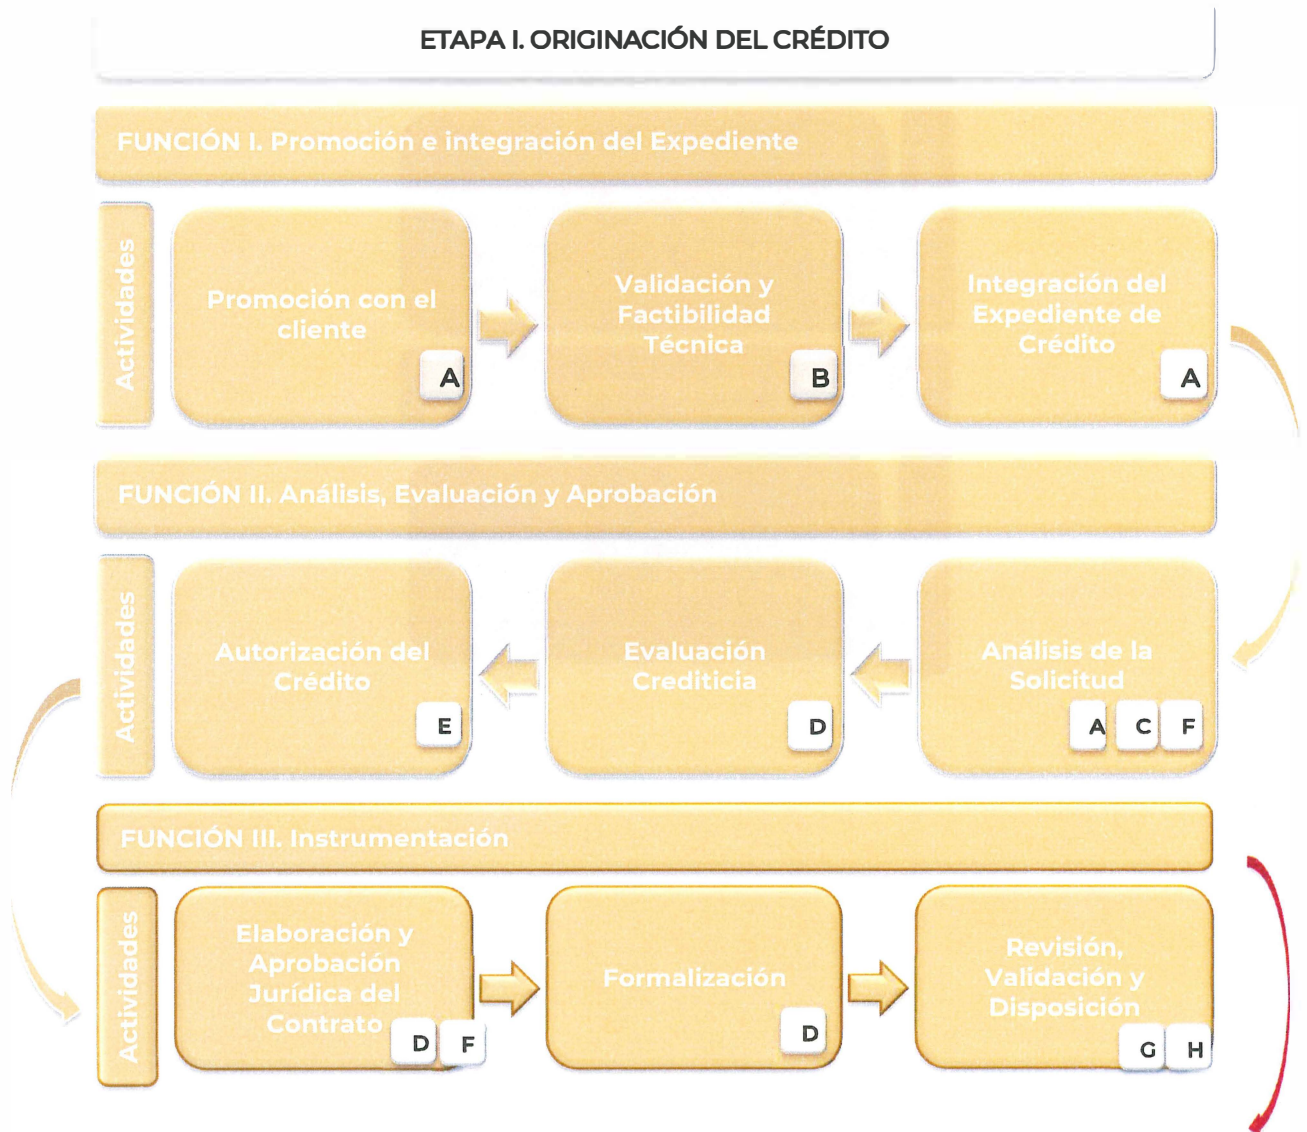 ETAPA I. ORIGINACIÓN DEL CRÉDITO
FUNCIÓN I. Promoción e integración del Expediente
Actividades
Promoción con el
cliente
A
Validación y
Factibilidad
Técnica
B
Integración del
Expediente de
Crédito
A
FUNCIÓN II. Análisis, Evaluación y Aprobación
Actividades
Autorización del
Crédito
E
Evaluación
Crediticia
D
Análisis de la
Solicitud
A C F
FUNCIÓN III. Instrumentación
Actividades
Elaboración y
Aprobación
Jurídica del
Contrato
D F
Formalización
D
Revisión,
Validación y
Disposición
G H